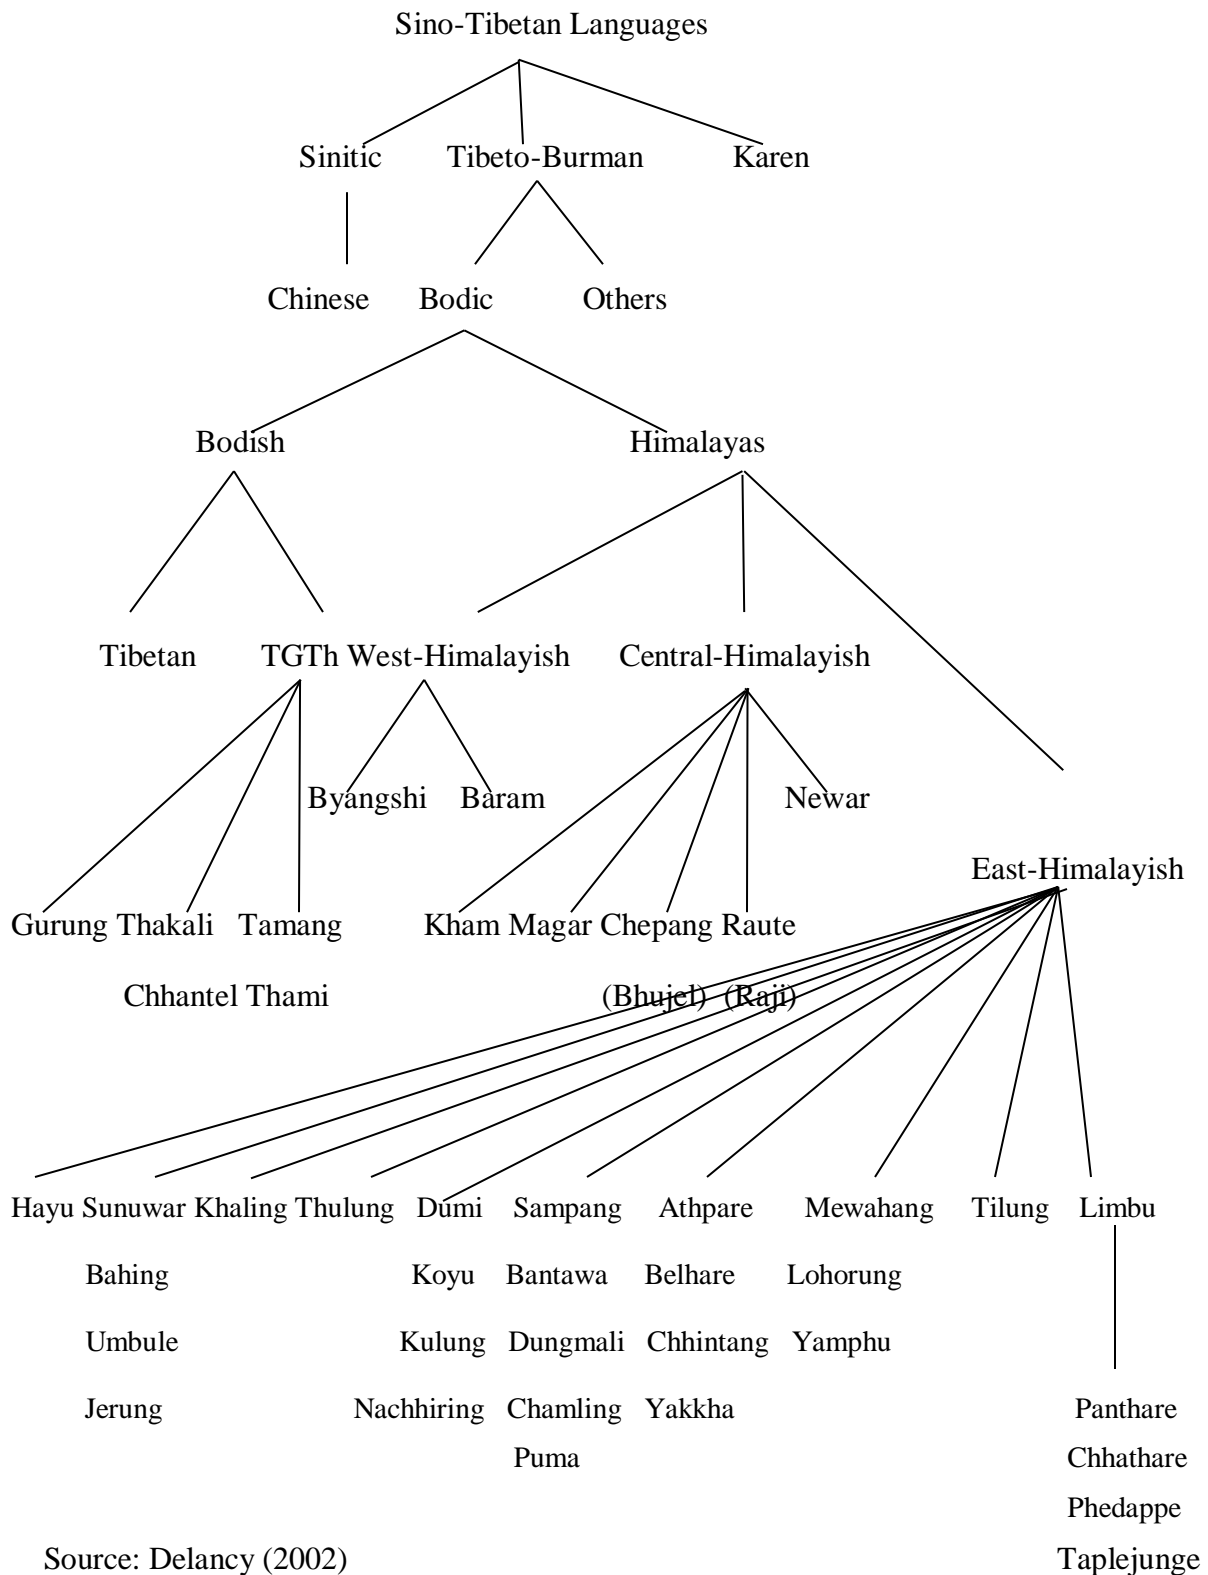 Sino-Tibetan Languages
Sinitic Tibeto-Burman Karen
Chinese Bodic Others
Bodish Himalayas
Tibetan TGTh West-Himalayish Central-Himalayish
Byangshi Baram Newar
East-Himalayish
Gurung Thakali Tamang Kham Magar Chepang Raute
Chhantel Thami (Bhujel) (Raji)
Hayu Sunuwar Khaling Thulung Dumi Sampang Athpare Mewahang Tilung Limbu
Bahing Koyu Bantawa Belhare Lohorung
Umbule Kulung Dungmali Chhintang Yamphu
Jerung Nachhiring Chamling Yakkha Panthare
Puma Chhathare
Phedappe
Source: Delancy (2002) Taplejunge